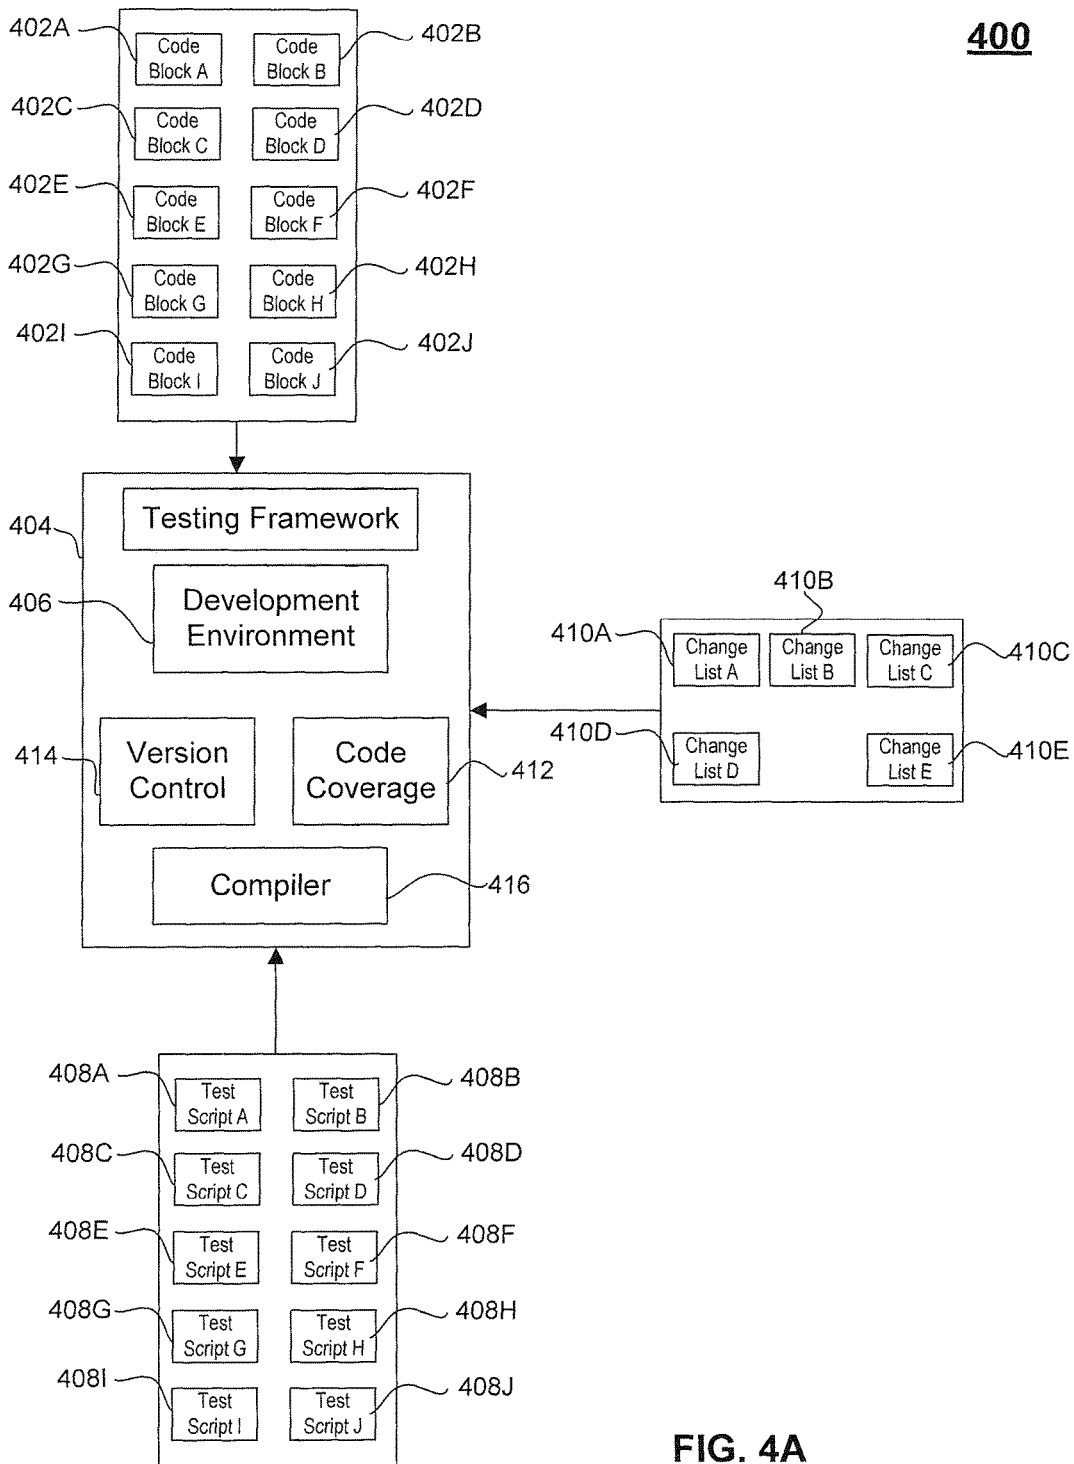 400
402A
Code
Block A
Code
Block B
402B
402C
Code
Block C
Code
Block D
402D
402E
Code
Block E
Code
Block F
402F
402G
Code
Block G
Code
Block H
402H
402I
Code
Block I
Code
Block J
402J
404
Testing Framework
406
Development
Environment
414
Version
Control
Code
Coverage
412
Compiler
416
410A
Change
List A
410B
Change
List B
Change
List C
410C
410D
Change
List D
Change
List E
410E
408A
Test
Script A
Test
Script B
408B
408C
Test
Script C
Test
Script D
408D
408E
Test
Script E
Test
Script F
408F
408G
Test
Script G
Test
Script H
408H
408I
Test
Script I
Test
Script J
408J
FIG. 4A